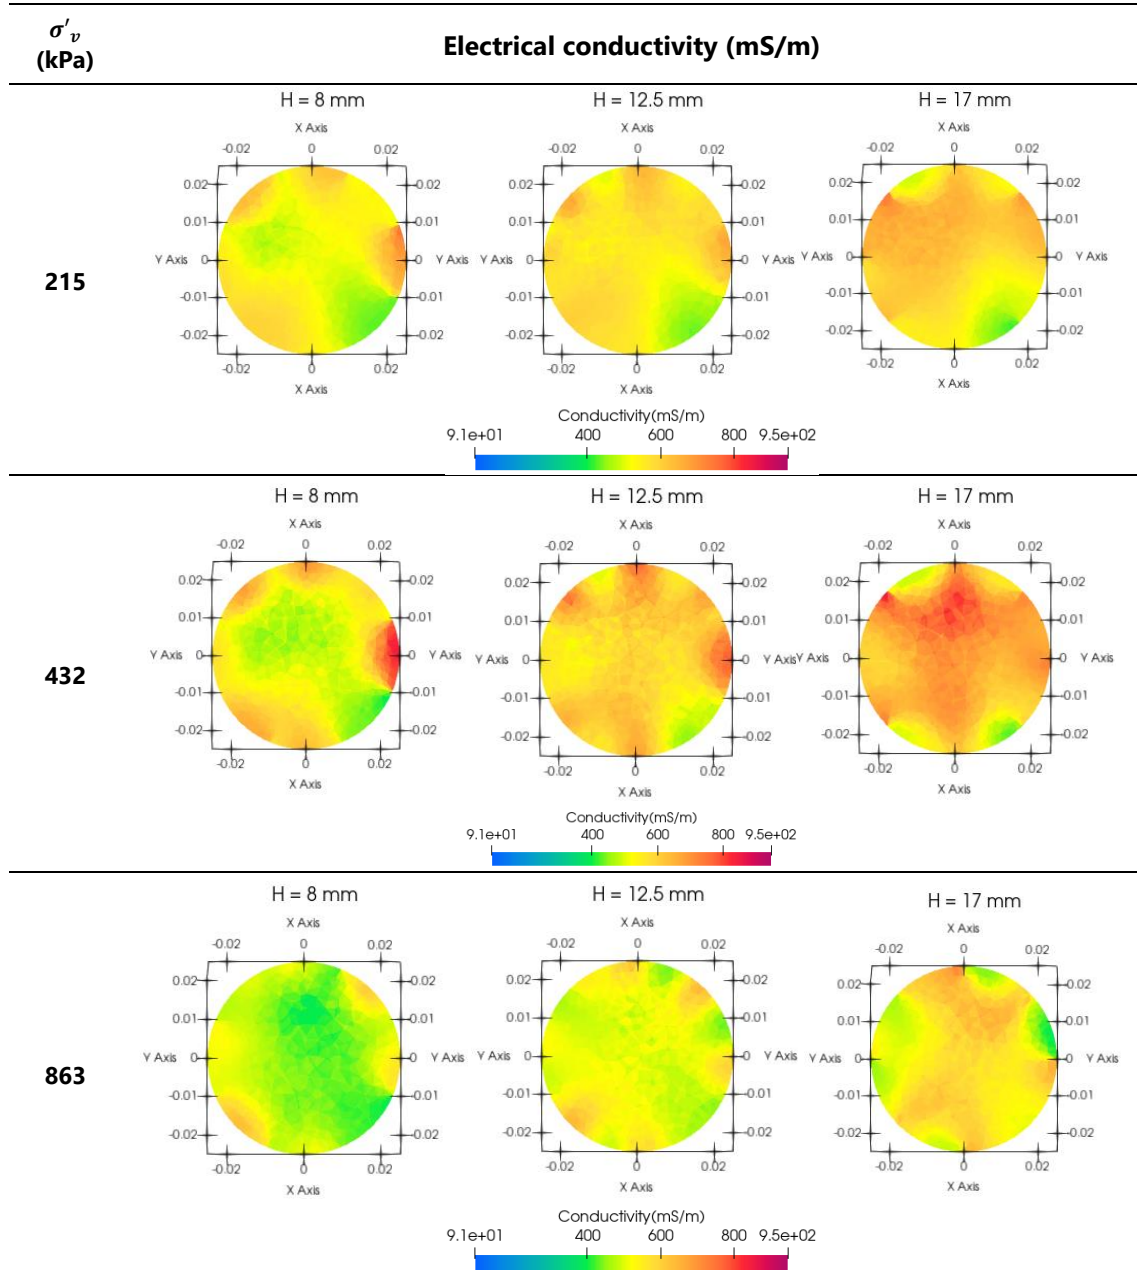 σ′v
(kPa)
Electrical conductivity (mS/m)
215
H = 8 mm H = 12.5 mm H = 17 mm
X Axis X Axis X Axis
-0.02 0 0.02 -0.02 0 0.02 -0.02 0 0.02
0.02 0.02 0.02 0.02 0.02 0.02
0.01 0.01 0.01 0.01 0.01 0.01
Y Axis 0 0 Y Axis Y Axis 0 0 Y Axis Y Axis 0 0 Y Axis
-0.01 -0.01 -0.01 -0.01 -0.01 -0.01
-0.02 -0.02 -0.02 -0.02 -0.02 -0.02
-0.02 0 0.02 -0.02 0 0.02 -0.02 0 0.02
X Axis X Axis X Axis
Conductivity(mS/m)
9.1e+01 400 600 800 9.5e+02
432
H = 8 mm H = 12.5 mm H = 17 mm
X Axis X Axis X Axis
-0.02 0 0.02 -0.02 0 0.02 -0.02 0 0.02
0.02 0.02 0.02 0.02 0.02 0.02
0.01 0.01 0.01 0.01 0.01 0.01
Y Axis 0 0 Y Axis Y Axis 0 0 Y Axis Y Axis 0 0 Y Axis
-0.01 -0.01 -0.01 -0.01 -0.01 -0.01
-0.02 -0.02 -0.02 -0.02 -0.02 -0.02
-0.02 0 0.02 -0.02 0 0.02 -0.02 0 0.02
X Axis X Axis X Axis
Conductivity(mS/m)
9.1e+01 400 600 800 9.5e+02
863
H = 8 mm H = 12.5 mm H = 17 mm
X Axis X Axis X Axis
-0.02 0 0.02 -0.02 0 0.02 -0.02 0 0.02
0.02 0.02 0.02 0.02 0.02 0.02
0.01 0.01 0.01 0.01 0.01 0.01
Y Axis 0 0 Y Axis Y Axis 0 0 Y Axis Y Axis 0 0 Y Axis
-0.01 -0.01 -0.01 -0.01 -0.01 -0.01
-0.02 -0.02 -0.02 -0.02 -0.02 -0.02
-0.02 0 0.02 -0.02 0 0.02 -0.02 0 0.02
X Axis X Axis X Axis
Conductivity(mS/m)
9.1e+01 400 600 800 9.5e+02